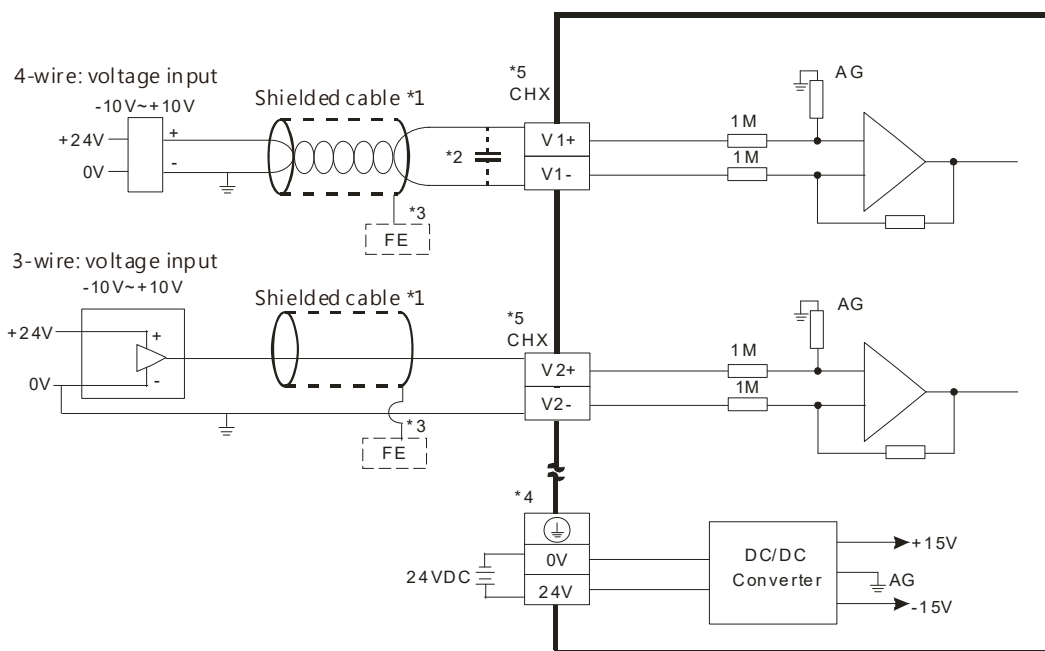 4-wire: voltage input
-10V~+10V
+24V
0V
+
-
Shielded cable *1
*2
*3
FE
*5
CHX
V1+
V1-
1M
1M
AG
3-wire: voltage input
-10V~+10V
+24V
0V
+
-
Shielded cable *1
*3
FE
*5
CHX
V2+
V2-
1M
1M
AG
*4
24VDC
0V
24V
DC/DC
Converter
+15V
AG
-15V